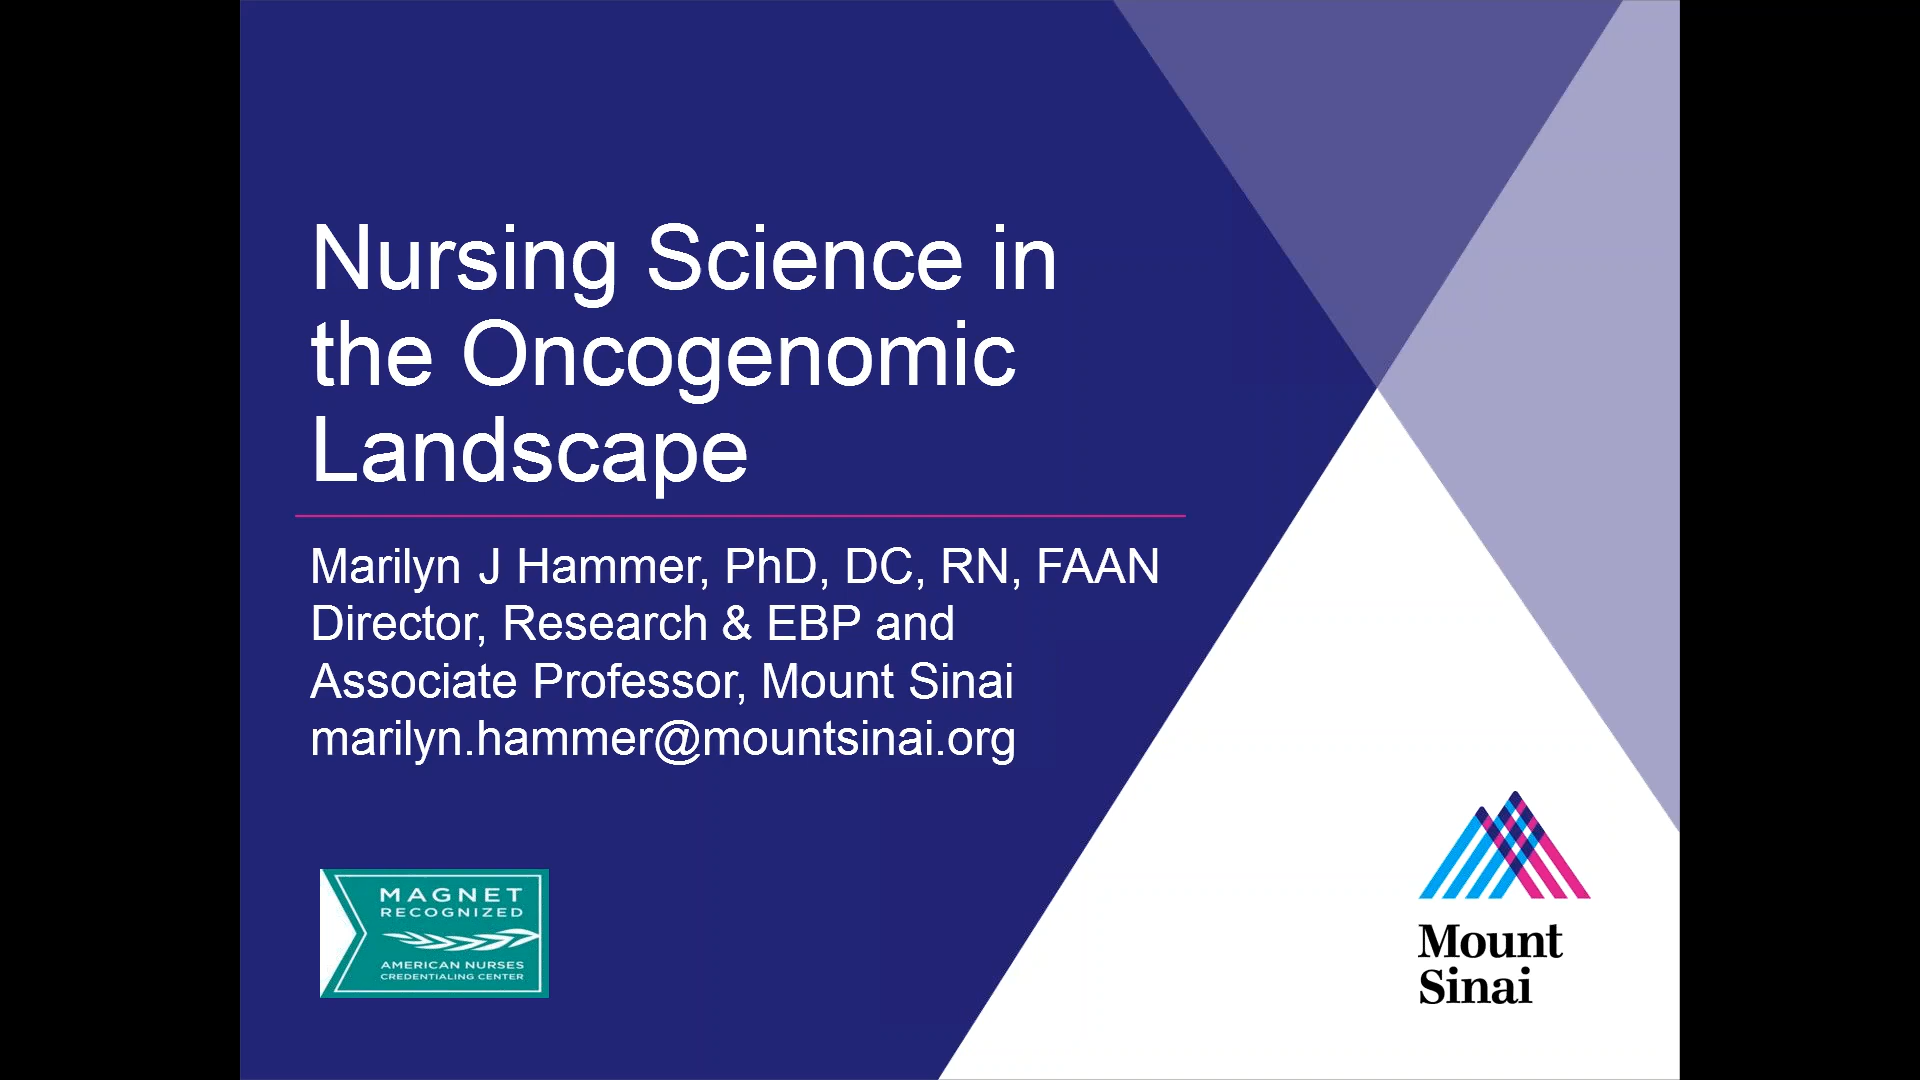 Nursing Science in
the Oncogenomic
Landscape
Marilyn J Hammer, PhD, DC, RN, FAAN
Director, Research & EBP and
Associate Professor, Mount Sinai
marilyn.hammer@mountsinai.org
MAGNET
RECOGNIZED
AMERICAN NURSES
CREDENTIALING CENTER
Mount
Sinai